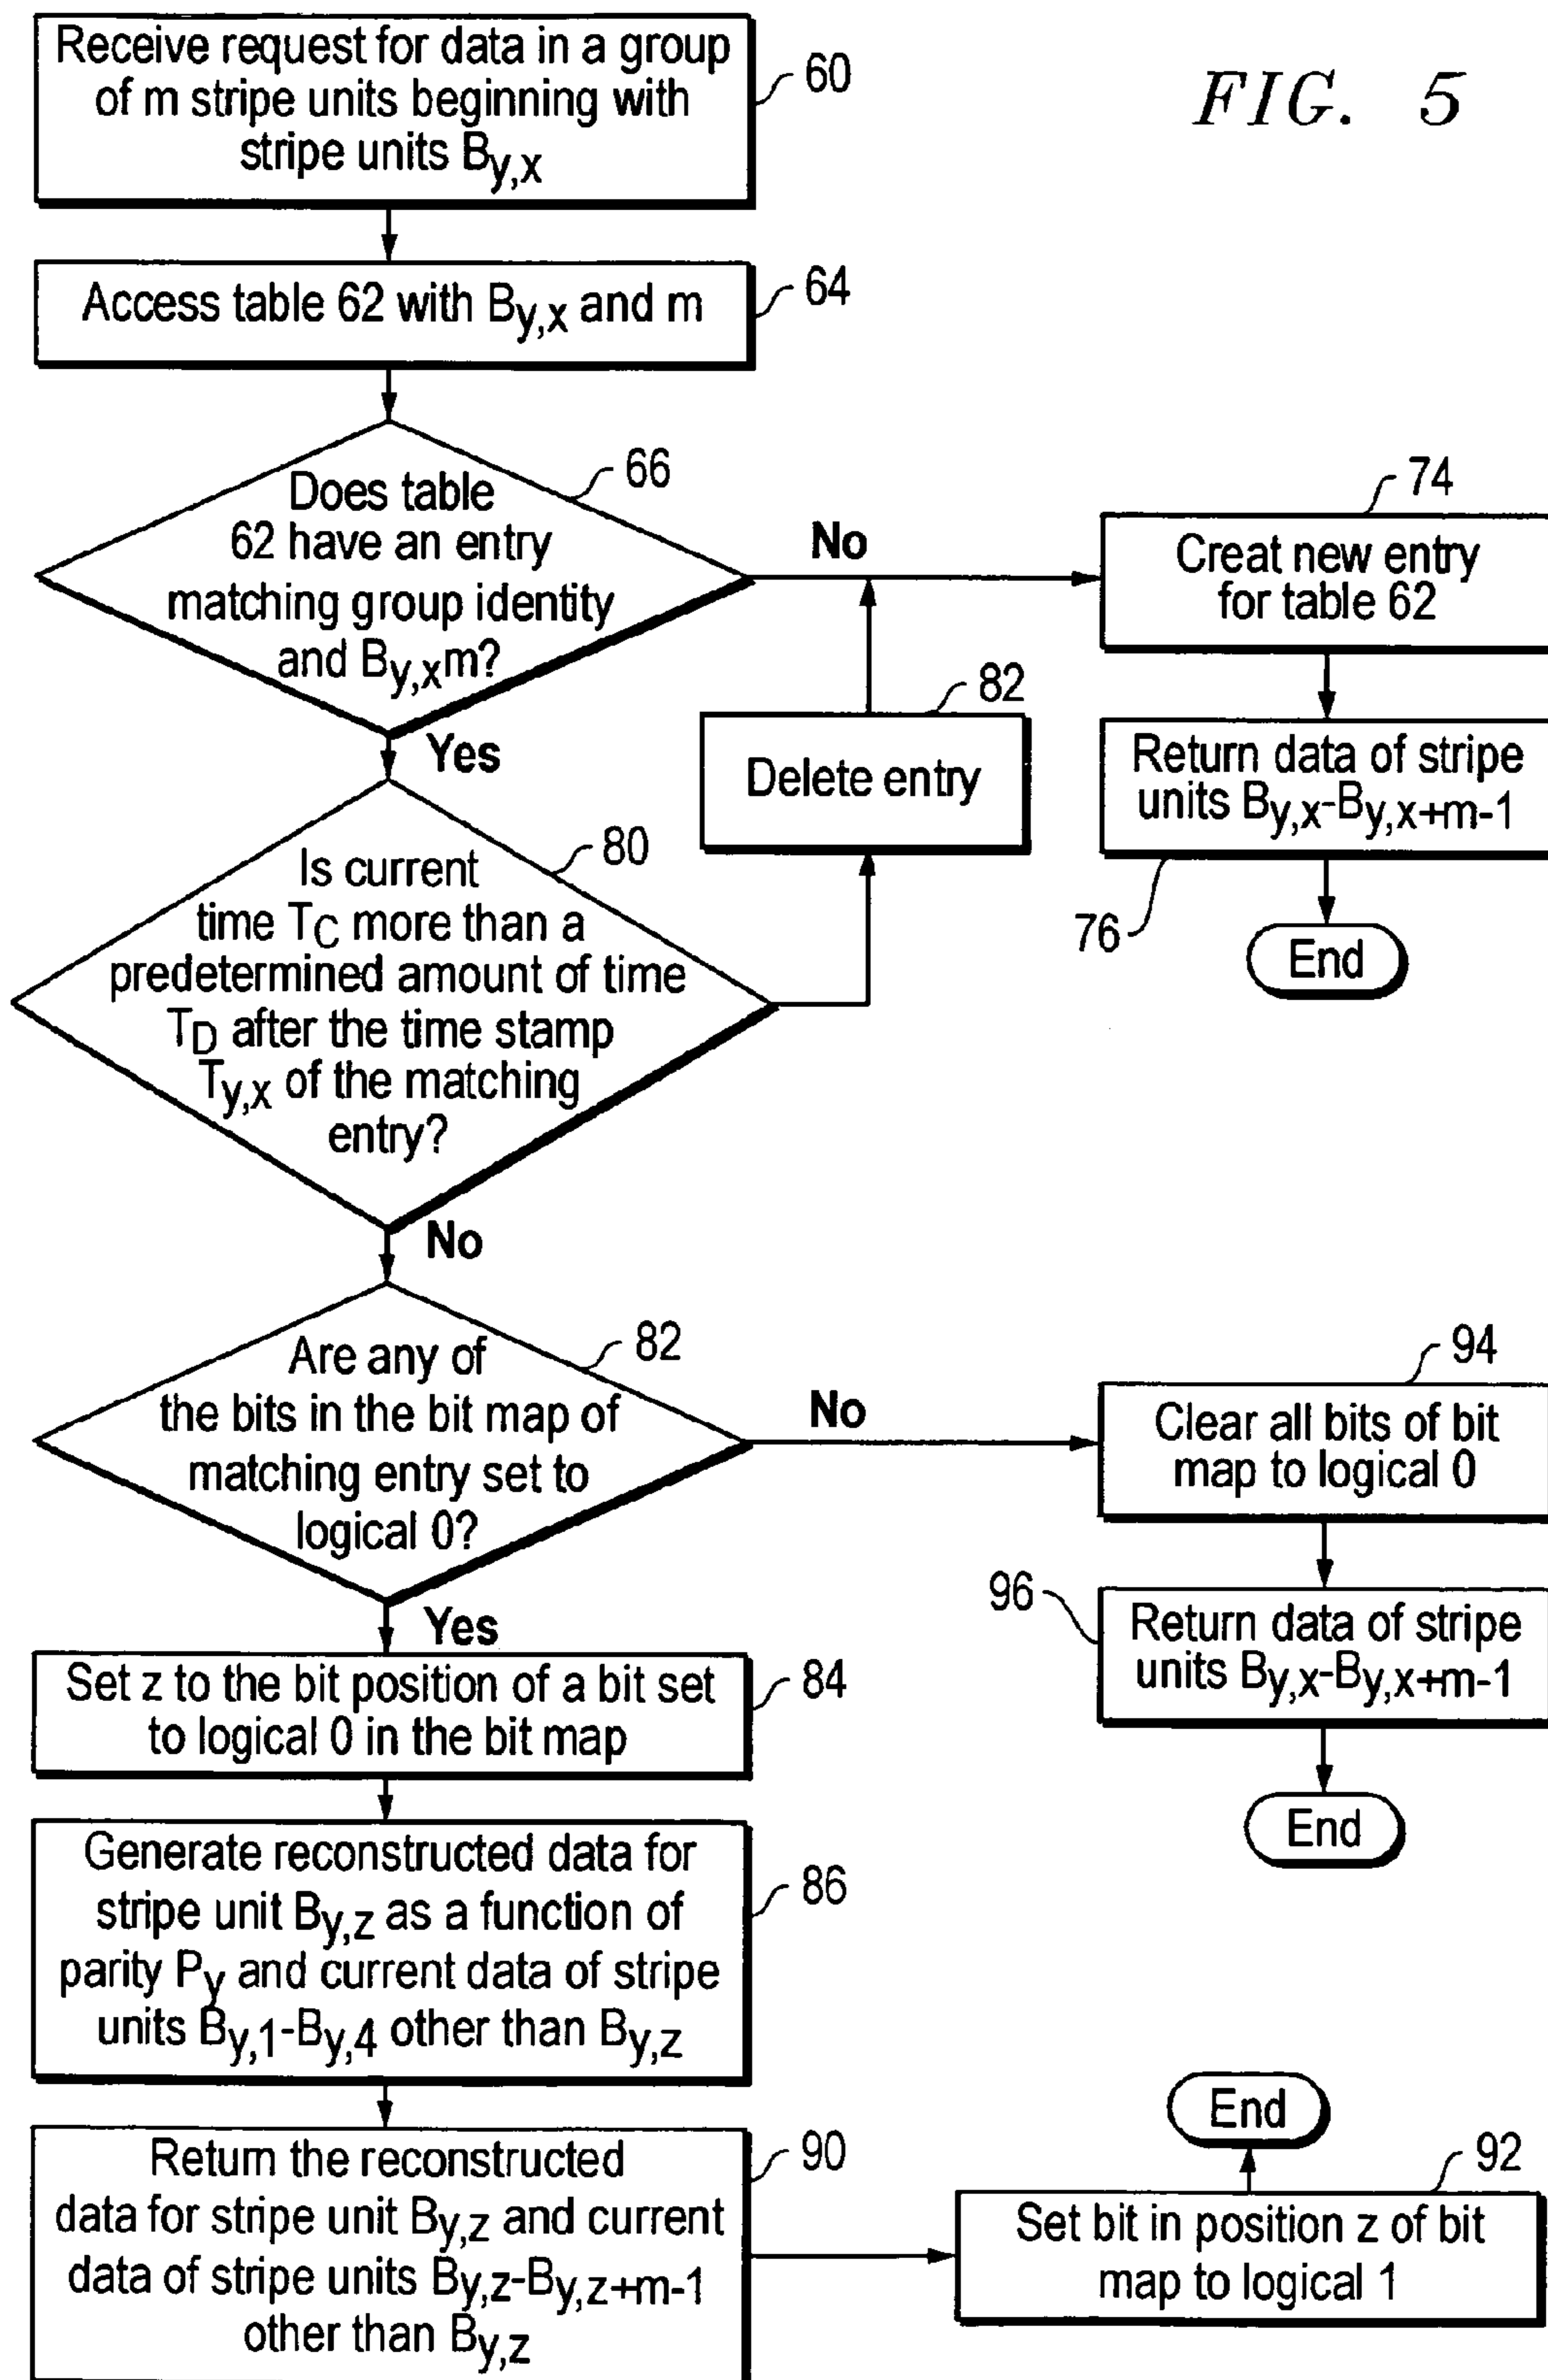 FIG. 5
Receive request for data in a group
of m stripe units beginning with
stripe units By,x
60
Access table 62 with By,x and m
64
Does table
62 have an entry
matching group identity
and By,xm?
66
No
Yes
74
Creat new entry
for table 62
82
Delete entry
Return data of stripe
units By,x-By,x+m-1
76
End
Is current
time TC more than a
predetermined amount of time
TD after the time stamp
Ty,x of the matching
entry?
80
No
Are any of
the bits in the bit map of
matching entry set to
logical 0?
82
No
Yes
94
Clear all bits of bit
map to logical 0
96
Return data of stripe
units By,x-By,x+m-1
End
Set z to the bit position of a bit set
to logical 0 in the bit map
84
Generate reconstructed data for
stripe unit By,z as a function of
parity Py and current data of stripe
units By,1-By,4 other than By,z
86
Return the reconstructed
data for stripe unit By,z and current
data of stripe units By,z-By,z+m-1
other than By,z
90
End
92
Set bit in position z of bit
map to logical 1